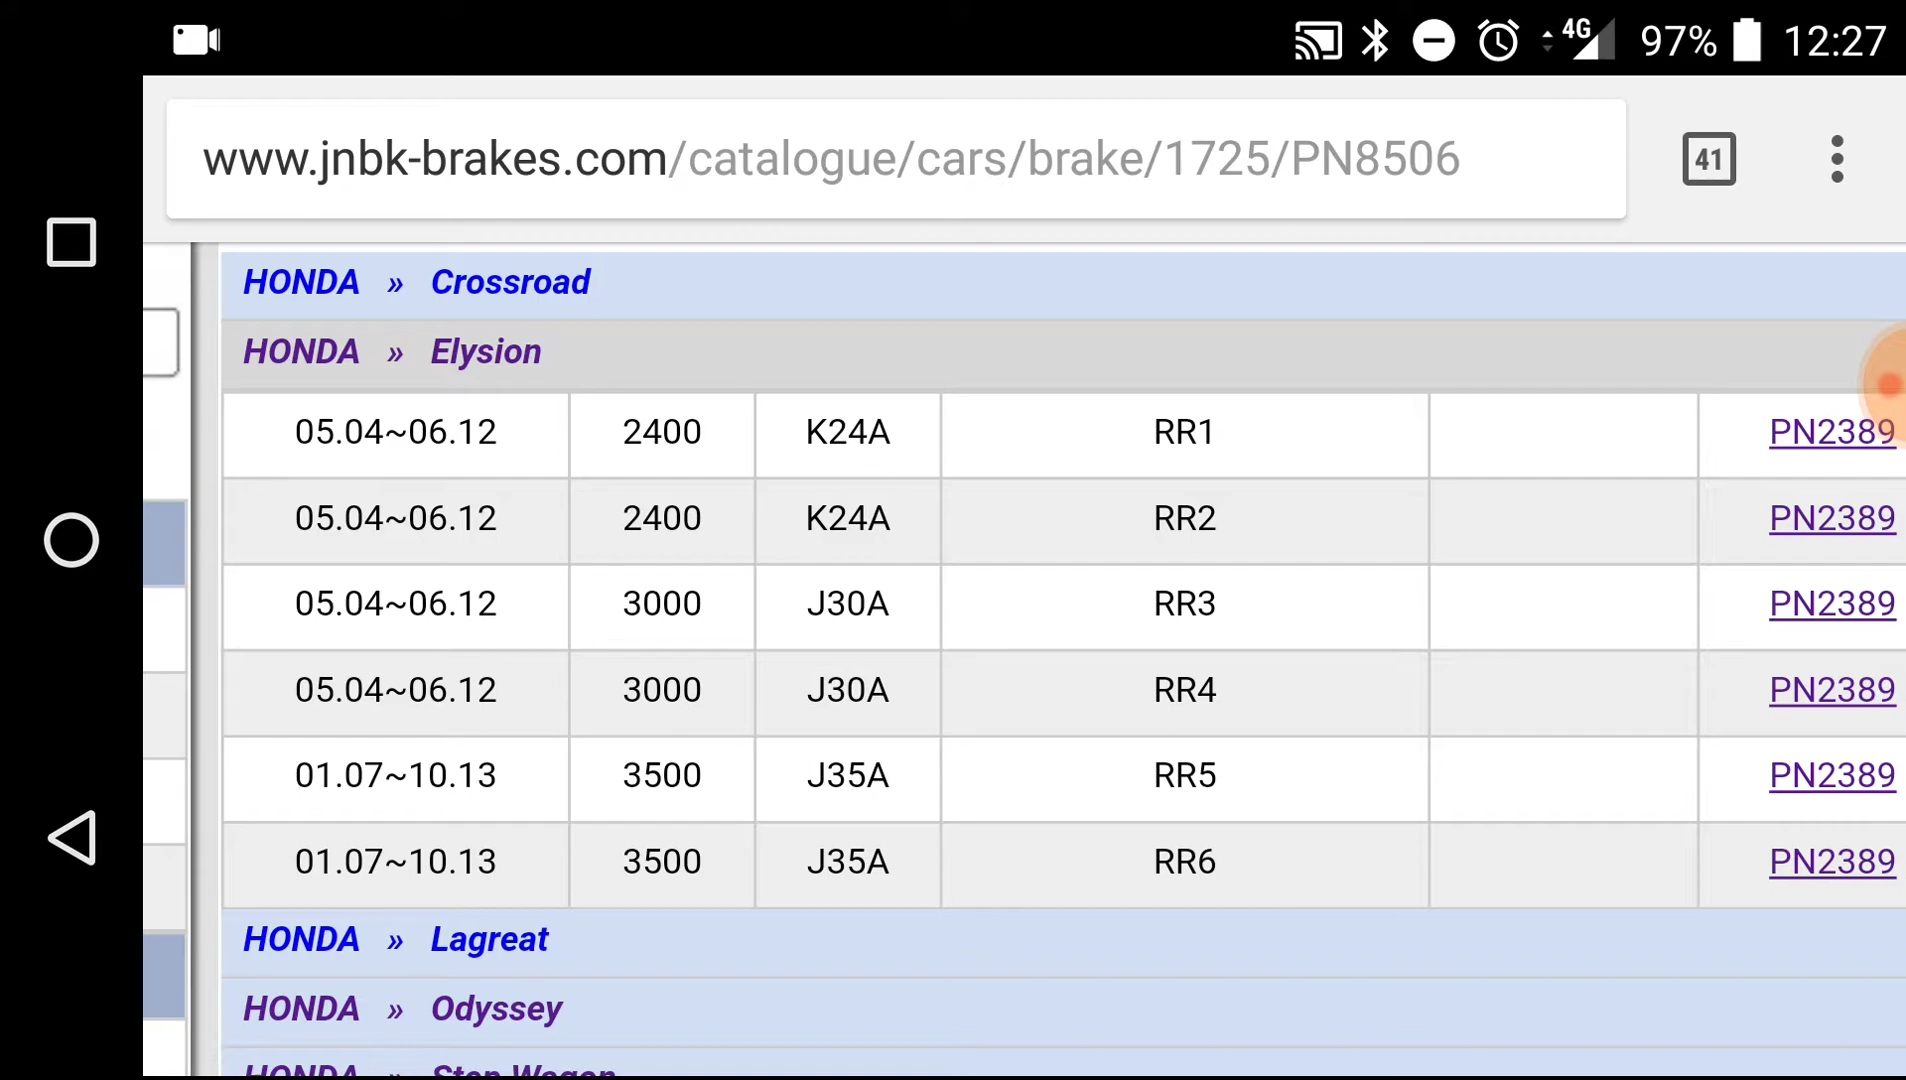 4G 97% 12:27
www.jnbk-brakes.com/catalogue/cars/brake/1725/PN8506 41
HONDA » Crossroad
HONDA » Elysion
05.04~06.12 2400 K24A RR1 PN2389
05.04~06.12 2400 K24A RR2 PN2389
05.04~06.12 3000 J30A RR3 PN2389
05.04~06.12 3000 J30A RR4 PN2389
01.07~10.13 3500 J35A RR5 PN2389
01.07~10.13 3500 J35A RR6 PN2389
HONDA » Lagreat
HONDA » Odyssey
HONDA » Step Wagon